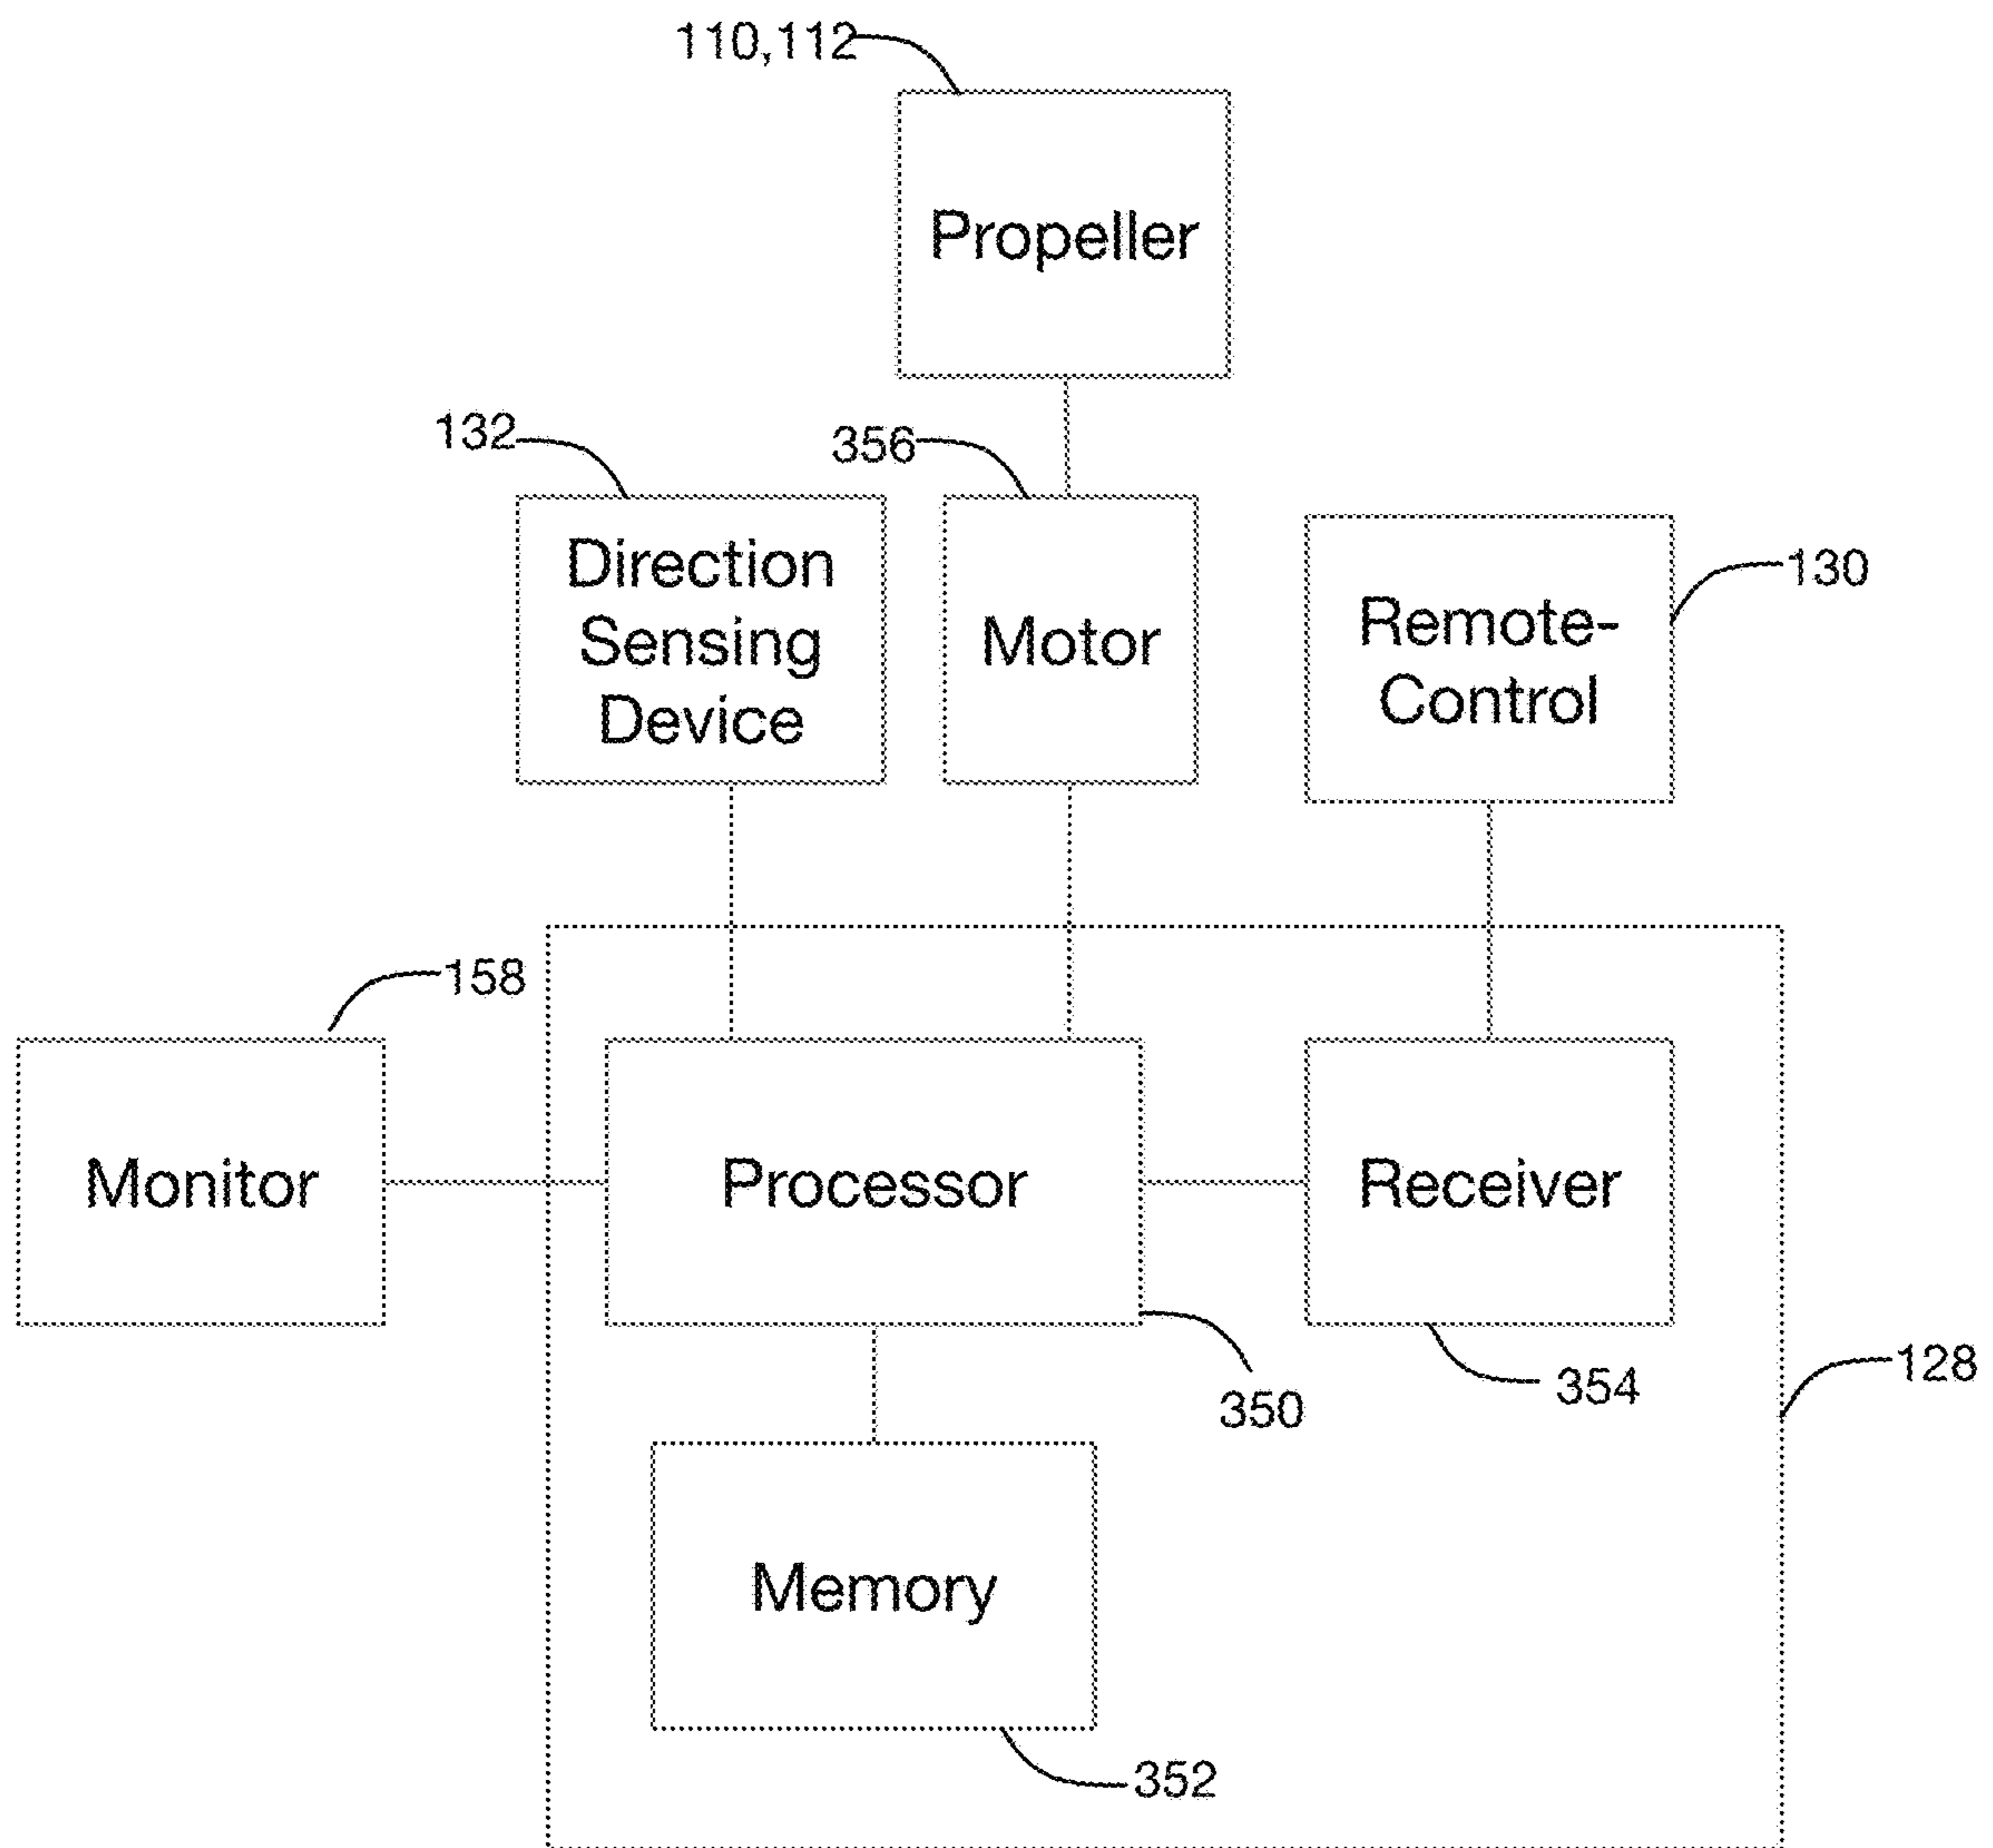 110,112
Propeller
132
356
Direction
Sensing
Device
Motor
Remote-
Control
130
158
Monitor
Processor
Receiver
128
354
350
Memory
352